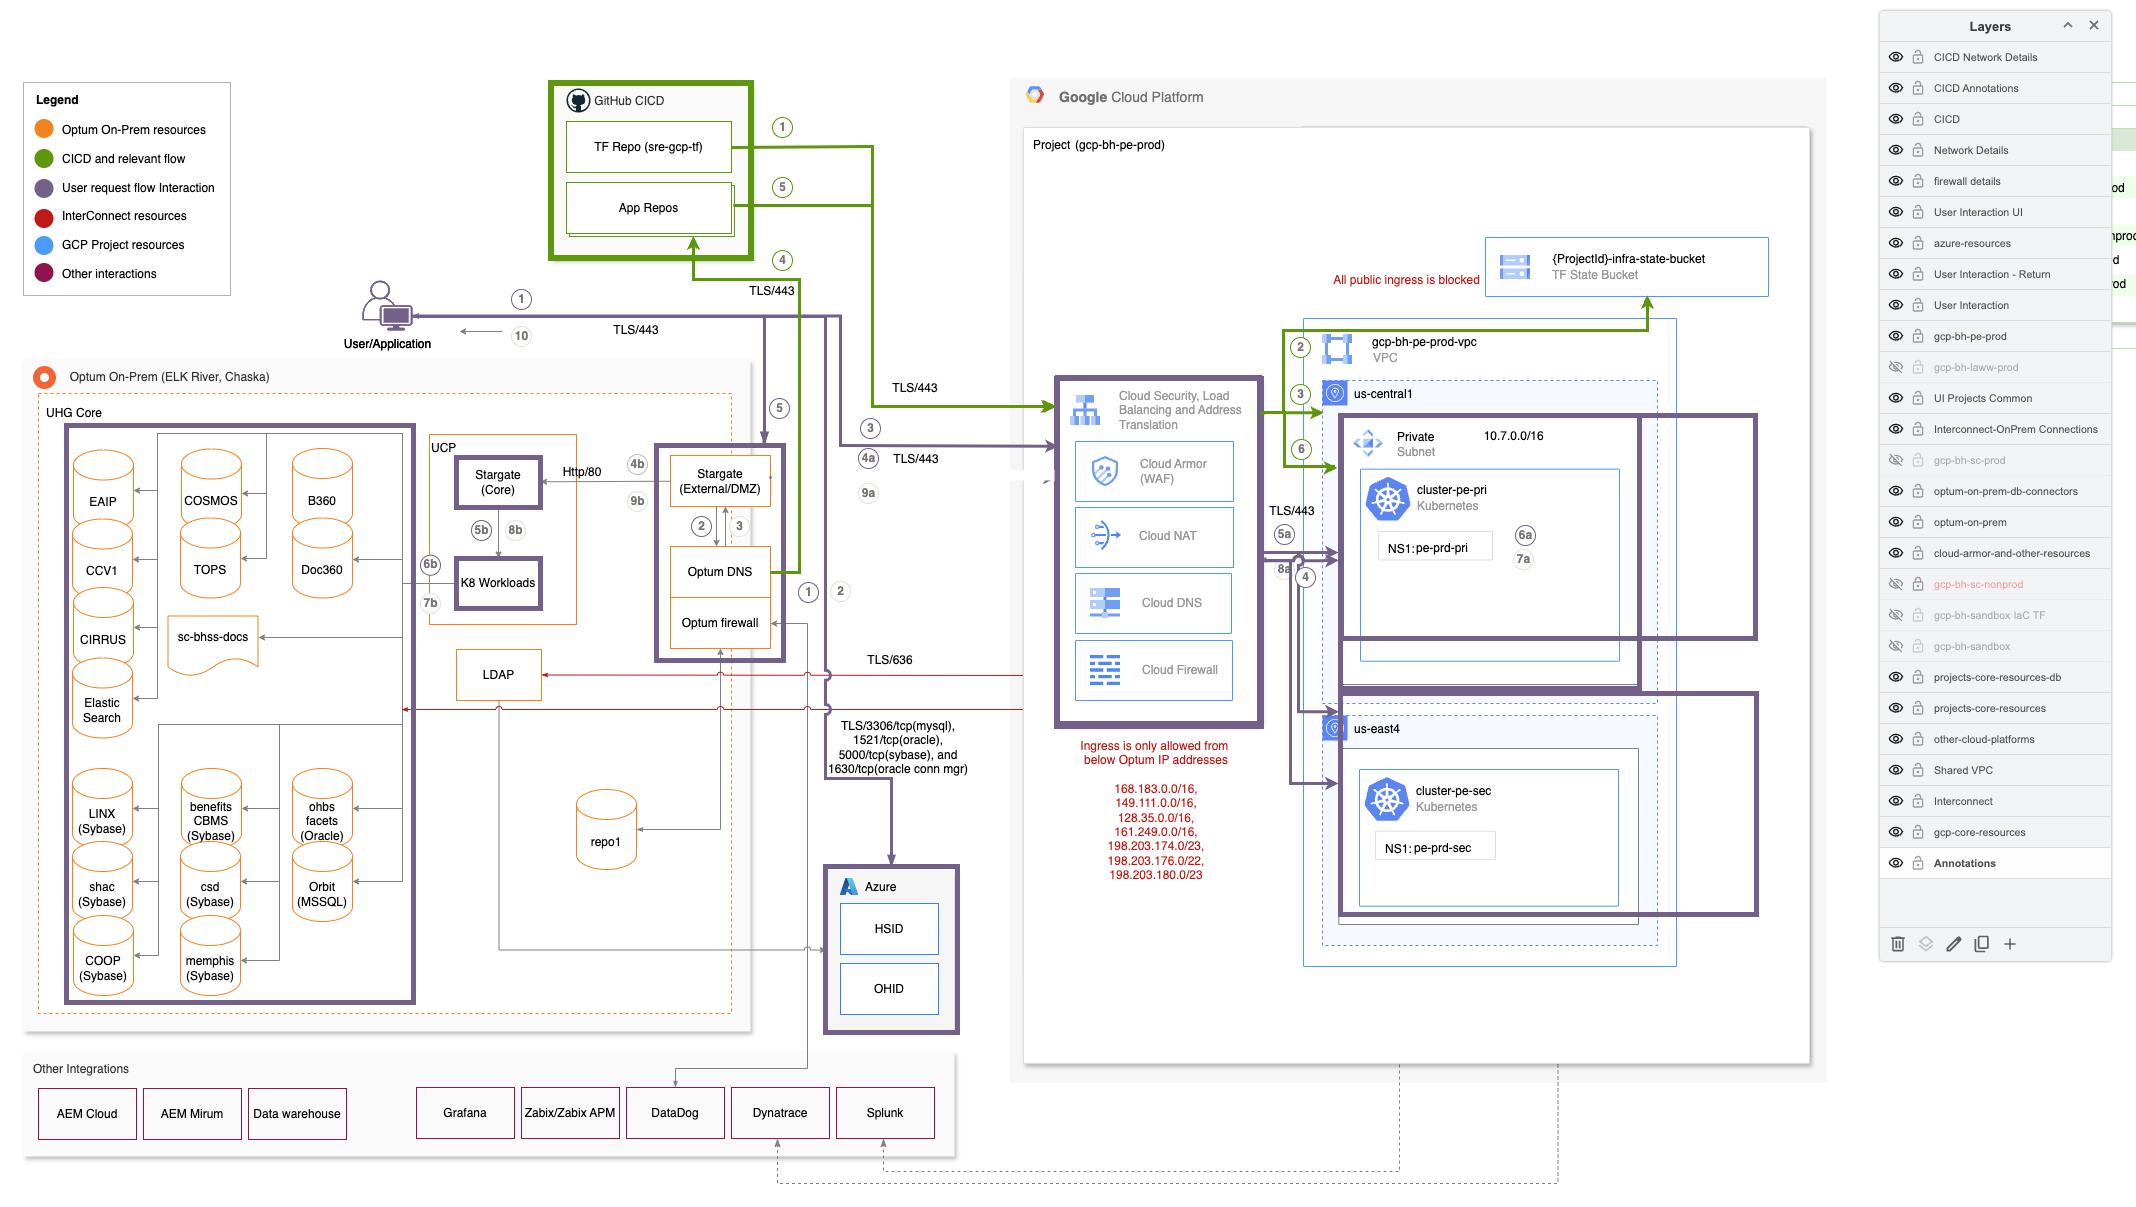 Legend
Optum On-Prem resources
CICD and relevant flow
User request flow Interaction
InterConnect resources
GCP Project resources
Other interactions
GitHub CICD
TF Repo (sre-gcp-tf)
App Repos
1
5
4
TLS/443
User/Application
1
10
TLS/443
Optum On-Prem (ELK River, Chaska)
UHG Core
EAIP
COSMOS
B360
CCV1
TOPS
Doc360
CIRRUS
sc-bhss-docs
Elastic
Search
LINX
(Sybase)
benefits
CBMS
(Sybase)
ohbs
facets
(Oracle)
shac
(Sybase)
csd
(Sybase)
Orbit
(MSSQL)
COOP
(Sybase)
memphis
(Sybase)
UCP
Stargate
(Core)
Http/80
4b
9b
5b
8b
6b
7b
K8 Workloads
LDAP
repo1
5
Stargate
(External/DMZ)
2
3
Optum DNS
Optum firewall
1
2
TLS/443
3
4a
TLS/443
9a
TLS/636
TLS/3306/tcp(mysql),
1521/tcp(oracle),
5000/tcp(sybase), and
1630/tcp(oracle conn mgr)
Azure
HSID
OHID
Other Integrations
AEM Cloud
AEM Mirum
Data warehouse
Grafana
Zabix/Zabix APM
DataDog
Dynatrace
Splunk
Google Cloud Platform
Project (gcp-bh-pe-prod)
All public ingress is blocked
{ProjectId}-infra-state-bucket
TF State Bucket
Cloud Security, Load
Balancing and Address
Translation
Cloud Armor
(WAF)
Cloud NAT
Cloud DNS
Cloud Firewall
Ingress is only allowed from
below Optum IP addresses
168.183.0.0/16,
149.111.0.0/16,
128.35.0.0/16,
161.249.0.0/16,
198.203.174.0/23,
198.203.176.0/22,
198.203.180.0/23
2
3
6
TLS/443
5a
8a
4
gcp-bh-pe-prod-vpc
VPC
us-central1
Private
Subnet
10.7.0.0/16
cluster-pe-pri
Kubernetes
NS1: pe-prd-pri
6a
7a
us-east4
cluster-pe-sec
Kubernetes
NS1: pe-prd-sec
Layers
CICD Network Details
CICD Annotations
CICD
Network Details
firewall details
User Interaction UI
azure-resources
User Interaction - Return
User Interaction
gcp-bh-pe-prod
gcp-bh-laww-prod
UI Projects Common
Interconnect-OnPrem Connections
gcp-bh-sc-prod
optum-on-prem-db-connectors
optum-on-prem
cloud-armor-and-other-resources
gcp-bh-sc-nonprod
gcp-bh-sandbox IaC TF
gcp-bh-sandbox
projects-core-resources-db
projects-core-resources
other-cloud-platforms
Shared VPC
Interconnect
gcp-core-resources
Annotations